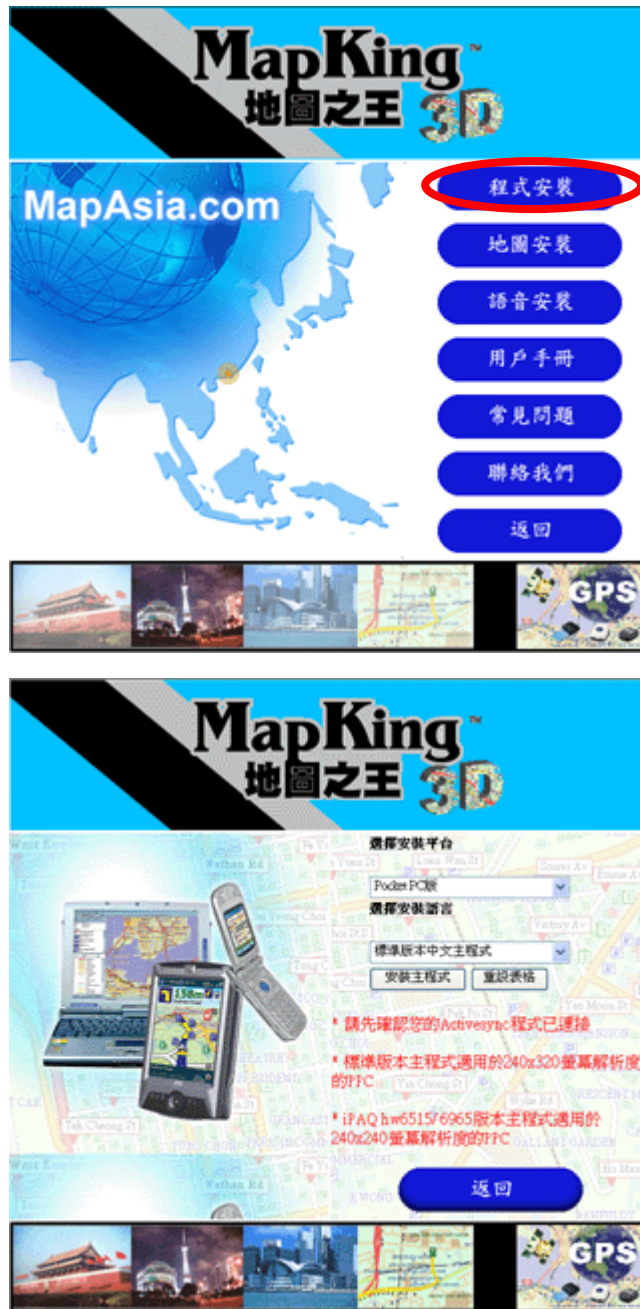 MapKing™
地圖之王 3D
MapAsia.com
程式安裝
地圖安裝
語音安裝
用戶手冊
常見問題
聯絡我們
返回
GPS
MapKing™
地圖之王 3D
選擇安裝平台
Pocket PC版
選擇安裝語言
標準版本中文主程式
安裝主程式 重設表格
* 請先確認您的Activesync程式已連接
* 標準版本主程式適用於240x320螢幕解析度
的PPC
* iPAQ hw6515/6965版本主程式適用於
240x240螢幕解析度的PPC
返回
GPS